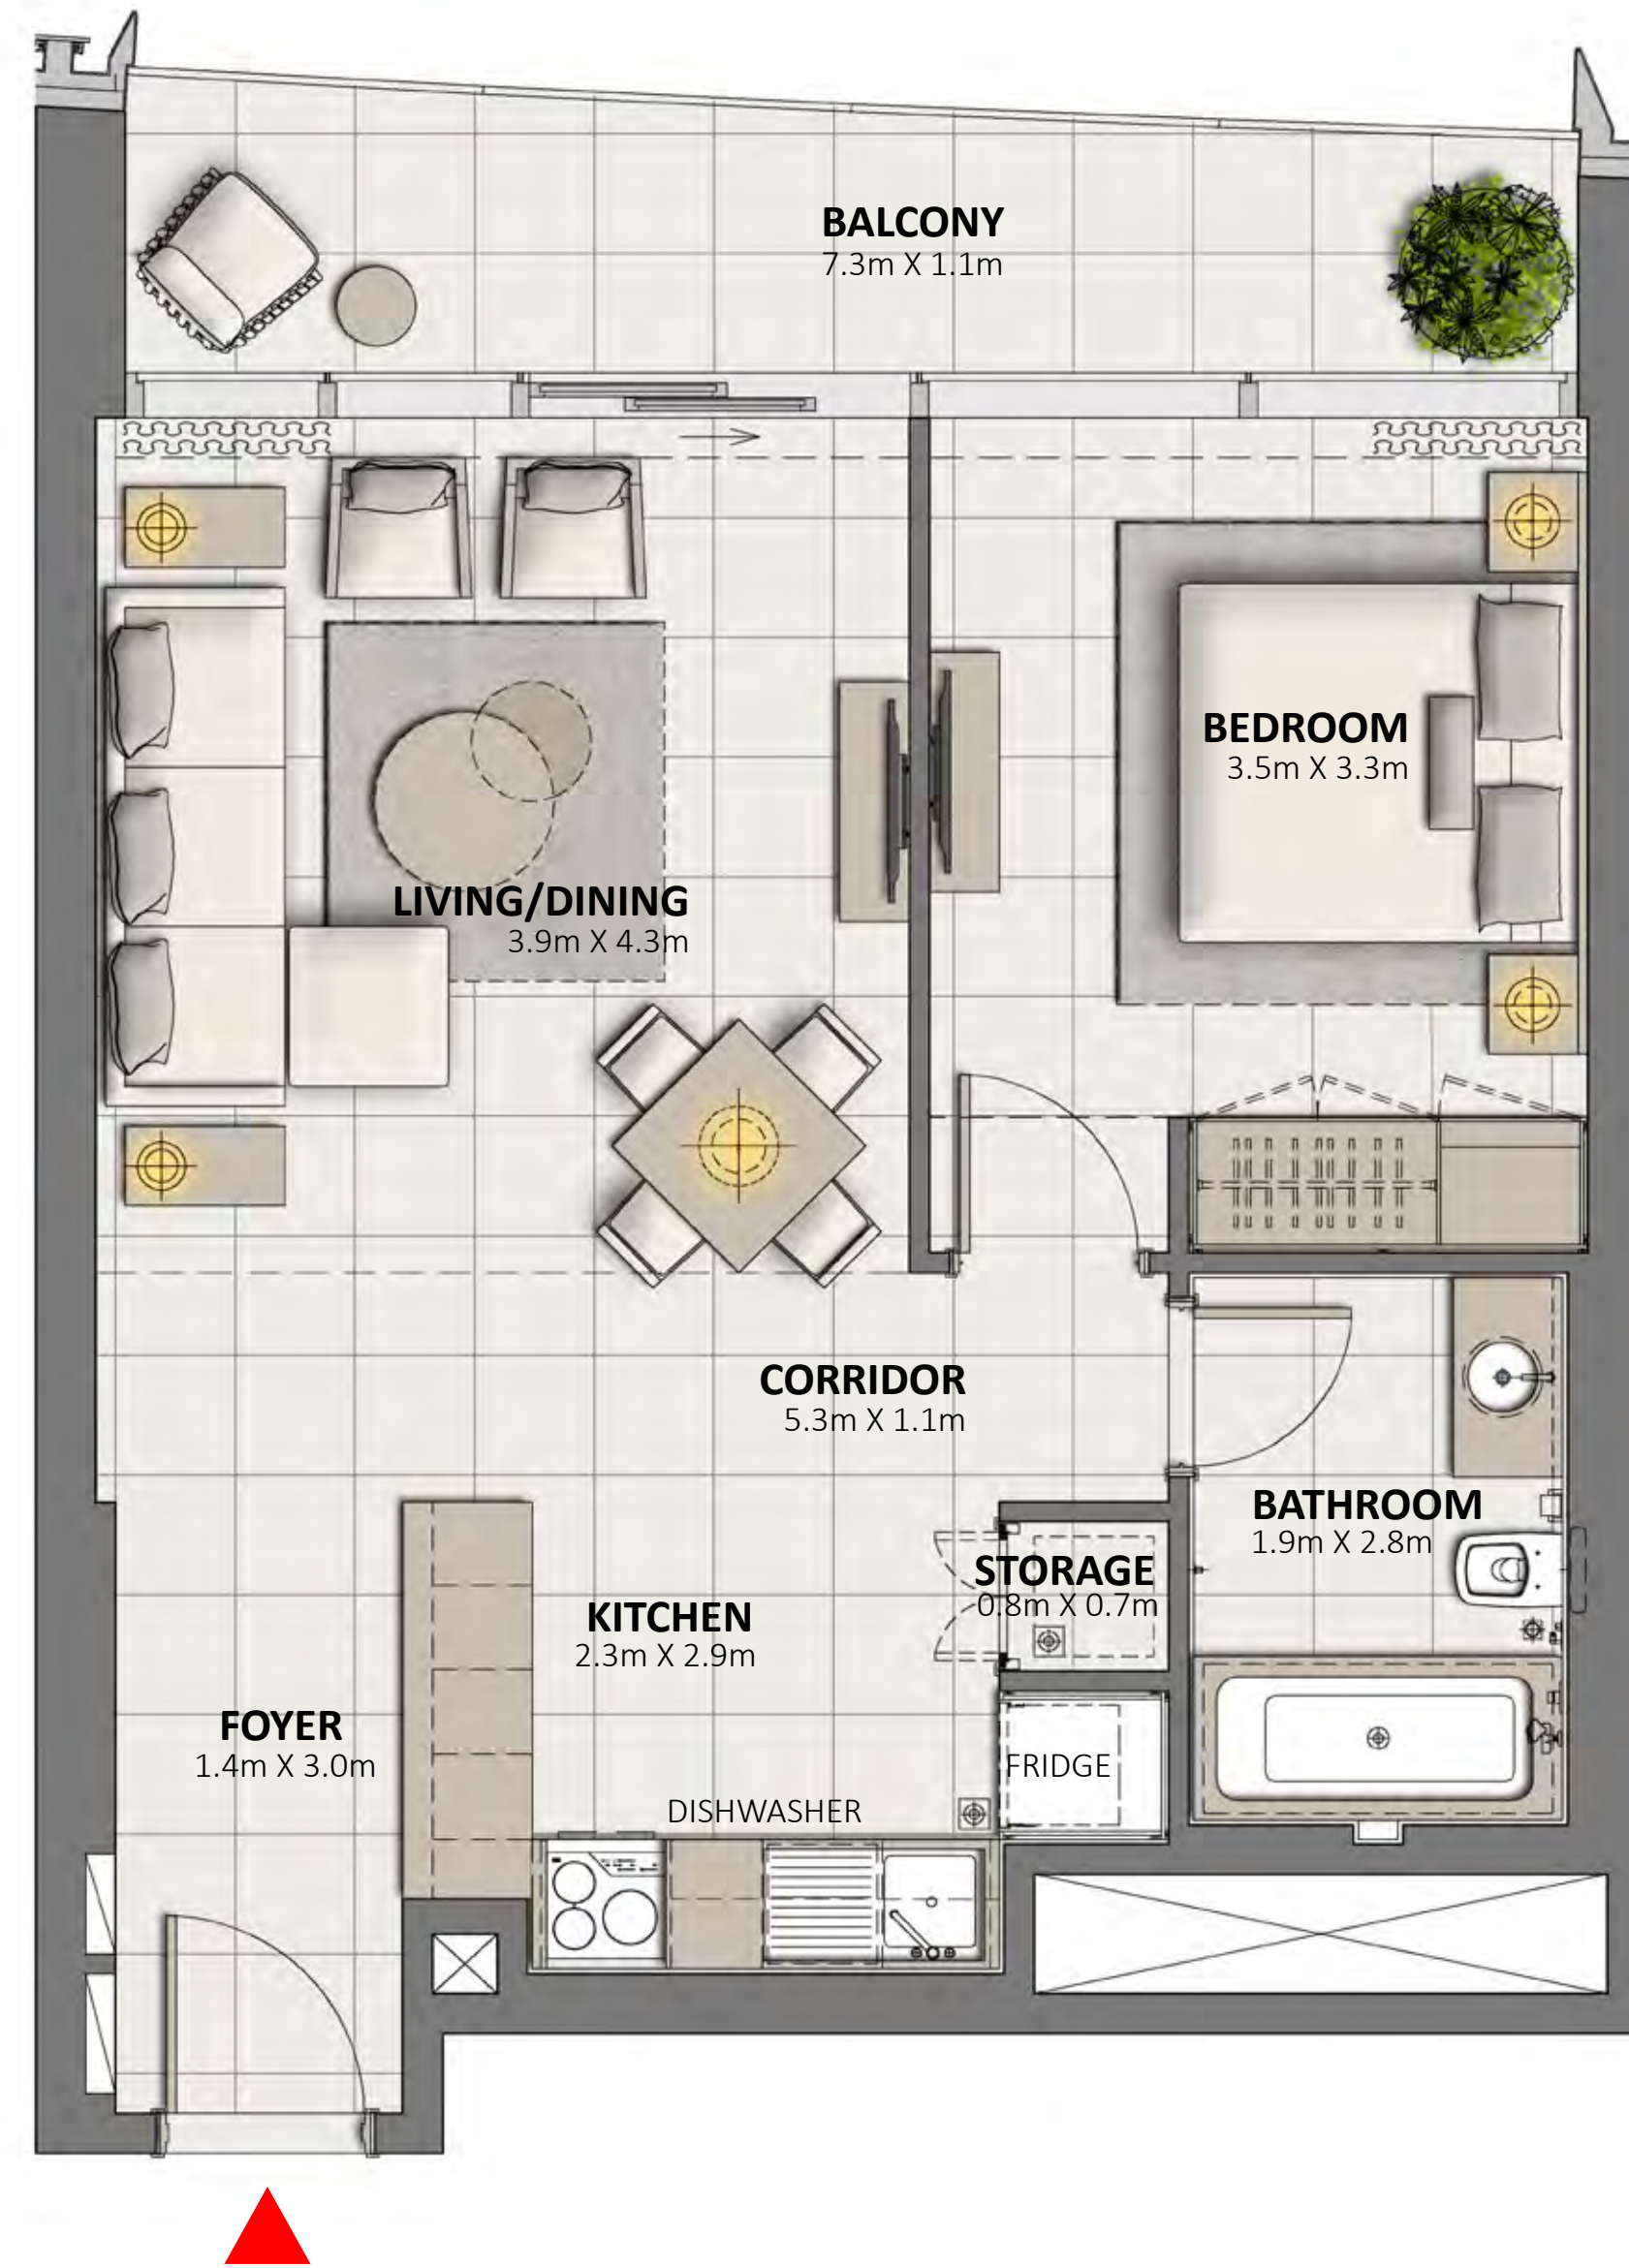 BALCONY
7.3m X 1.1m
BEDROOM
3.5m X 3.3m
LIVING/DINING
3.9m X 4.3m
CORRIDOR
5.3m X 1.1m
BATHROOM
1.9m X 2.8m
STORAGE
0.8m X 0.7m
KITCHEN
2.3m X 2.9m
FOYER
1.4m X 3.0m
FRIDGE
DISHWASHER